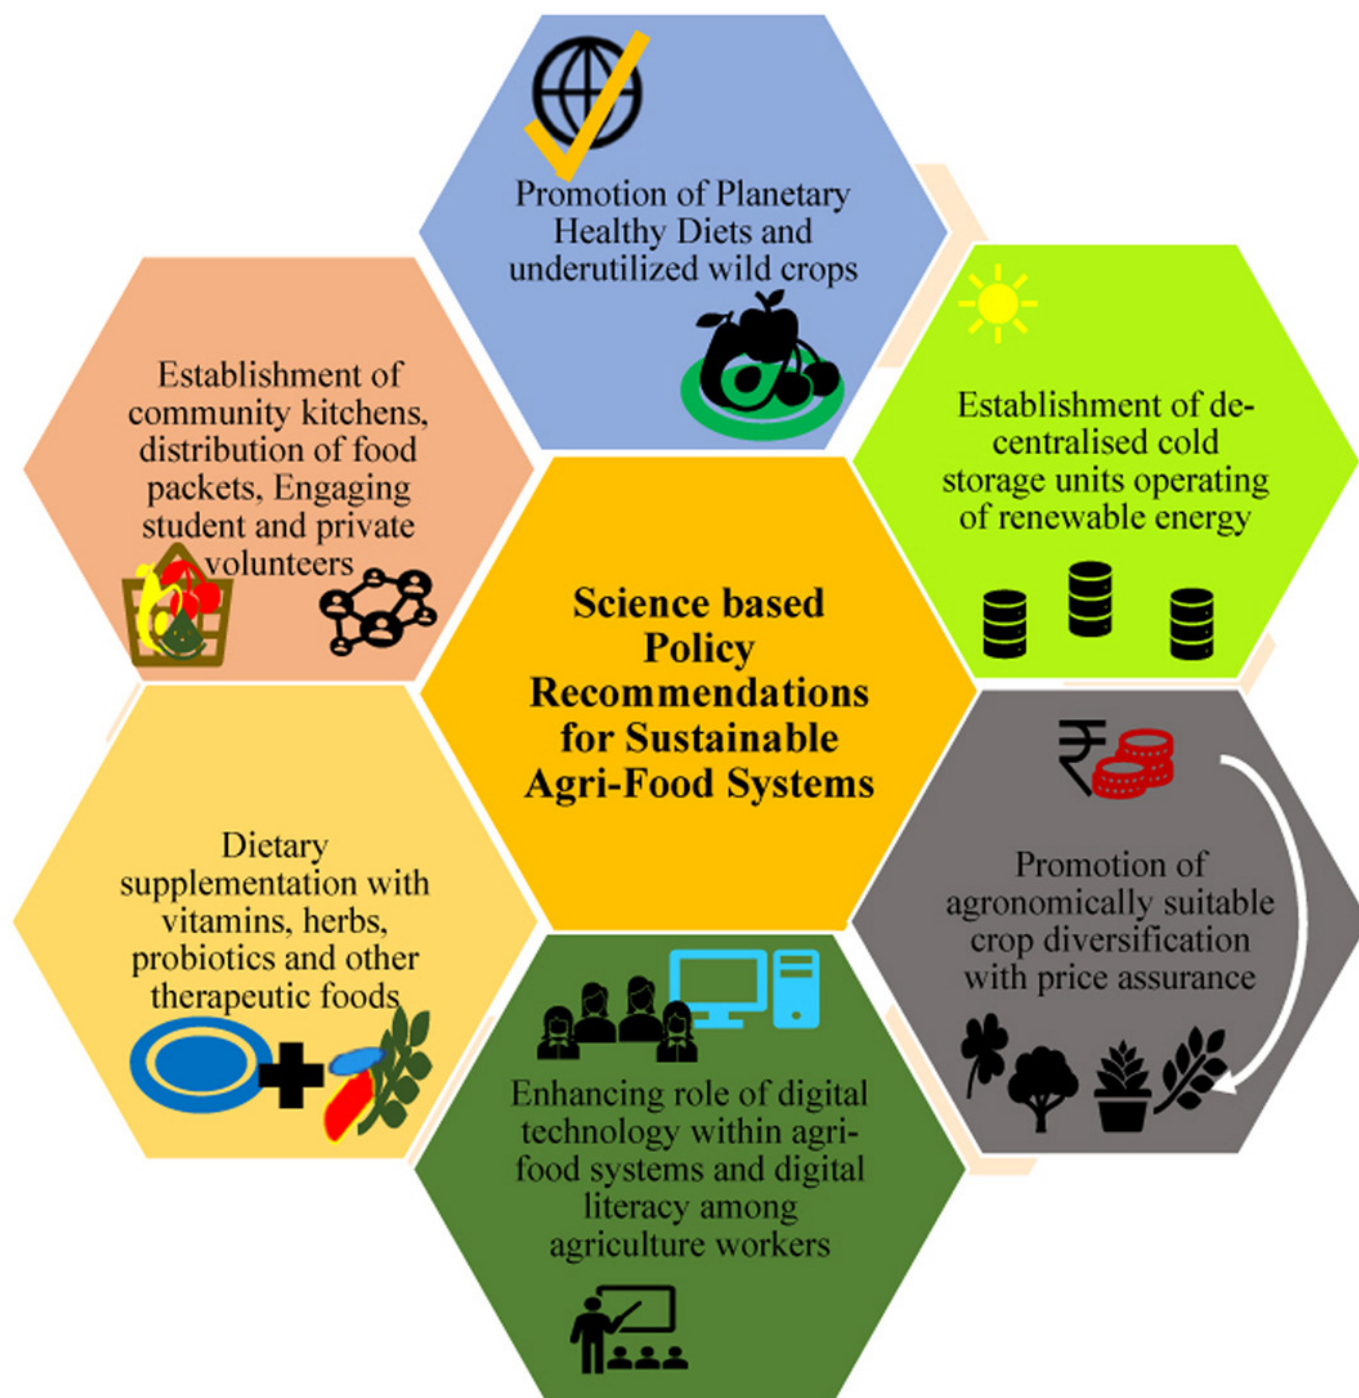 Promotion of Planetary
Healthy Diets and
underutilized wild crops
Establishment of de-
centralised cold
storage units operating
of renewable energy
₹
Promotion of
agronomically suitable
crop diversification
with price assurance
Enhancing role of digital
technology within agri-
food systems and digital
literacy among
agriculture workers
Dietary
supplementation with
vitamins, herbs,
probiotics and other
therapeutic foods
Establishment of
community kitchens,
distribution of food
packets, Engaging
student and private
volunteers
Science based
Policy
Recommendations
for Sustainable
Agri-Food Systems